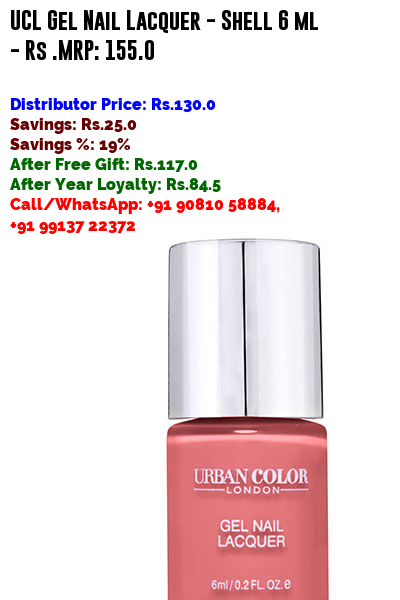 UCL Gel Nail Lacquer – Shell 6 ml
– Rs .MRP: 155.0
Distributor Price: Rs.130.0
Savings: Rs.25.0
Savings %: 19%
After Free Gift: Rs.117.0
After Year Loyalty: Rs.84.5
Call/WhatsApp: +91 90810 58884,
+91 99137 22372
URBAN COLOR
LONDON
GEL NAIL
LACQUER
6ml / 0.2 FL. OZ. e